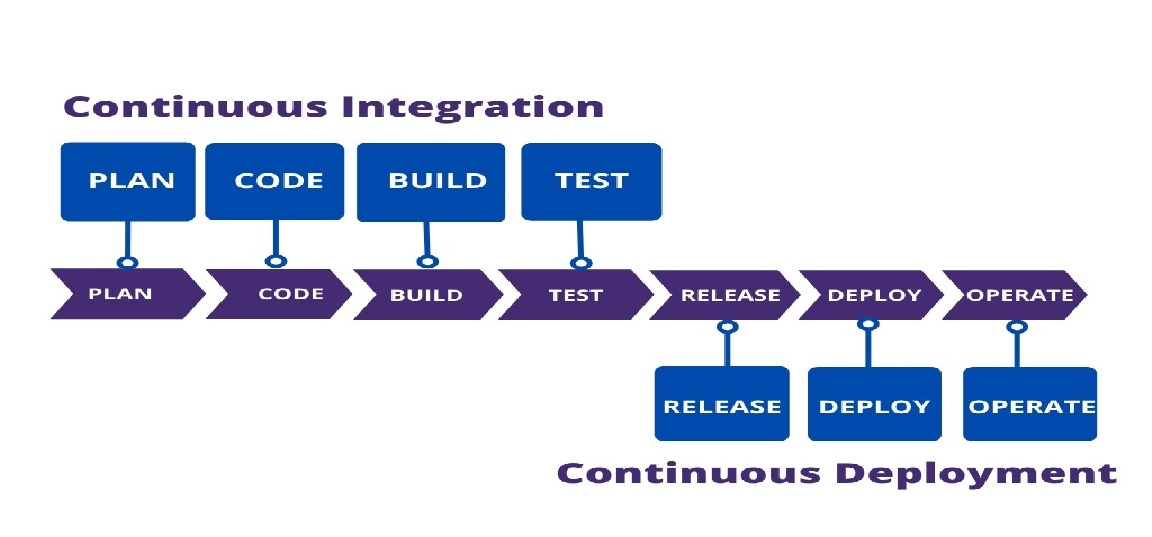 Continuous Integration
PLAN CODE BUILD TEST
PLAN CODE BUILD TEST RELEASE DEPLOY OPERATE
RELEASE DEPLOY OPERATE
Continuous Deployment